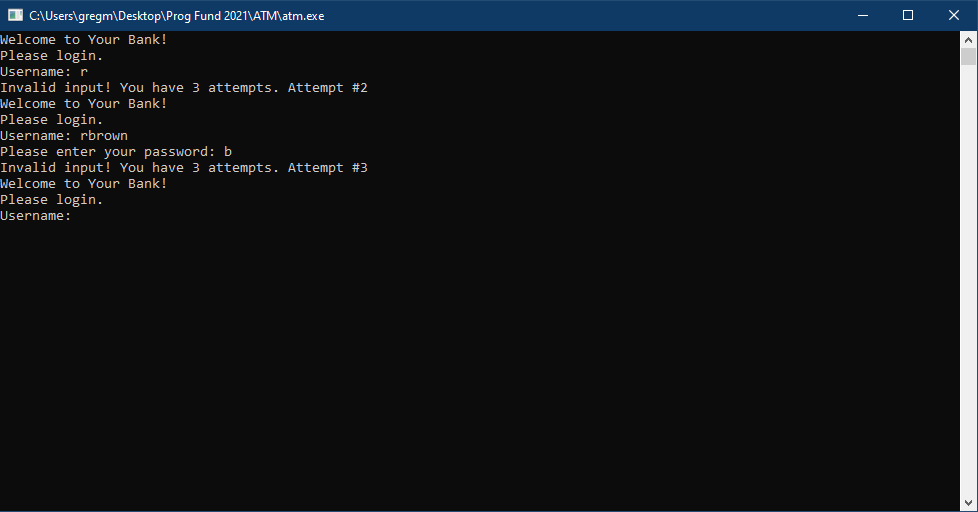 C:\Users\gregm\Desktop\Prog Fund 2021\ATM\atm.exe
Welcome to Your Bank!
Please login.
Username: r
Invalid input! You have 3 attempts. Attempt #2
Welcome to Your Bank!
Please login.
Username: rbrown
Please enter your password: b
Invalid input! You have 3 attempts. Attempt #3
Welcome to Your Bank!
Please login.
Username: